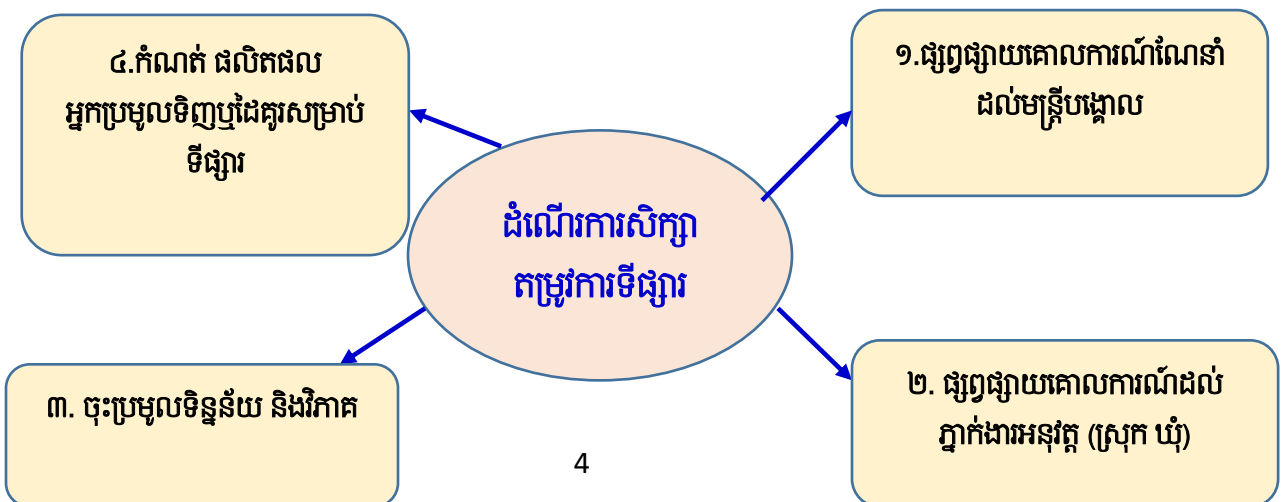 ៤.កំណត់ ផលិតផល
អ្នកប្រមូលទិញឬដៃគូរសម្រាប់
ទីផ្សារ
១.ផ្សព្វផ្សាយគោលការណ៍ណែនាំ
ដល់មន្ត្រីបង្គោល
ដំណើរការសិក្សា
តម្រូវការទីផ្សារ
៣. ចុះប្រមូលទិន្នន័យ និងវិភាគ
២. ផ្សព្វផ្សាយគោលការណ៍ដល់
ភ្នាក់ងារអនុវត្ត (ស្រុក ឃុំ)
4